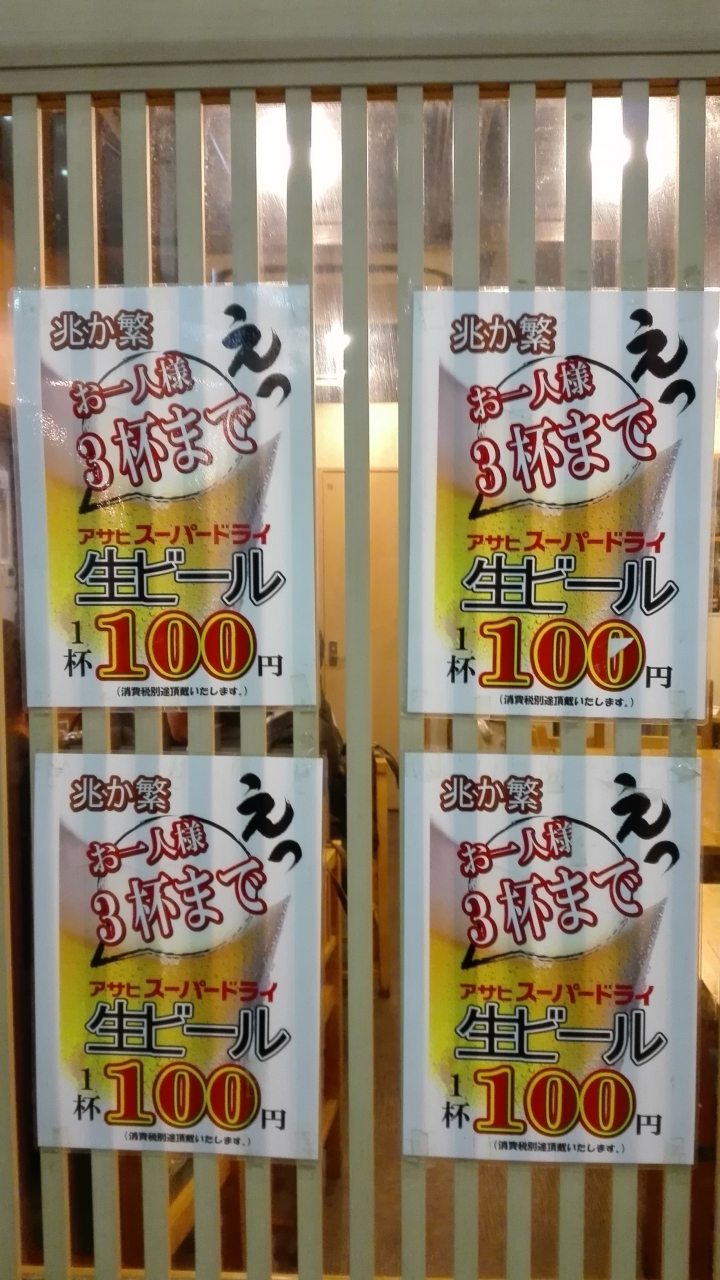 兆か繁
えっ
お一人様
3杯まで
アサヒスーパードライ
生ビール
1杯100円
(消費税別途頂戴いたします。)
兆か繁
えっ
お一人様
3杯まで
アサヒスーパードライ
生ビール
1杯100円
(消費税別途頂戴いたします。)
兆か繁
えっ
お一人様
3杯まで
アサヒスーパードライ
生ビール
1杯100円
(消費税別途頂戴いたします。)
兆か繁
えっ
お一人様
3杯まで
アサヒスーパードライ
生ビール
1杯100円
(消費税別途頂戴いたします。)